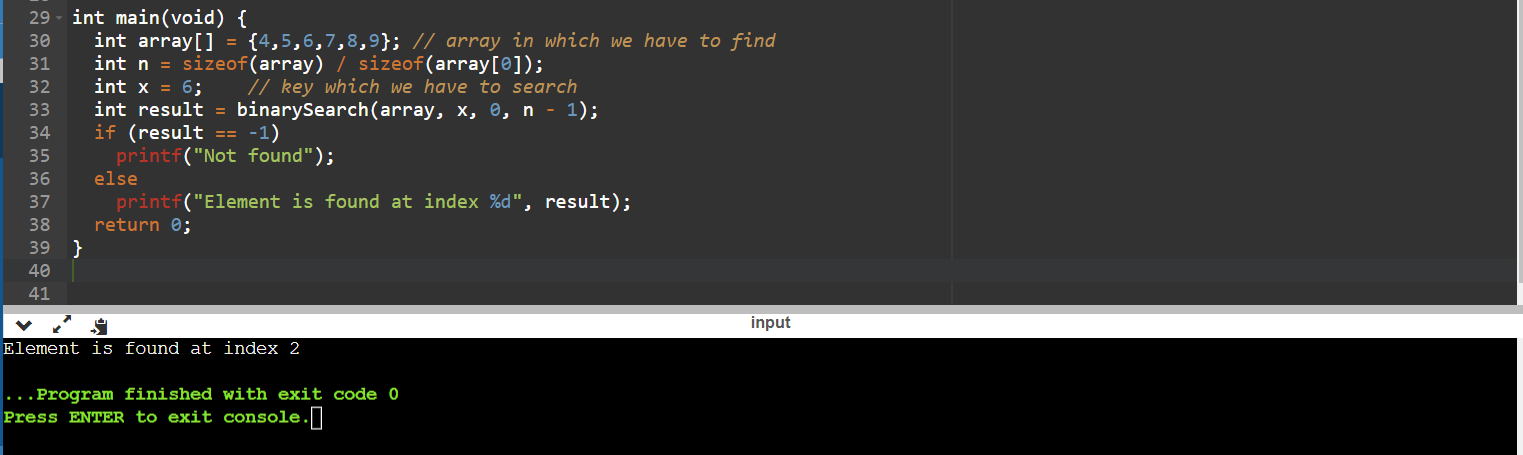 29 int main(void) {
30 int array[] = {4,5,6,7,8,9}; // array in which we have to find
31 int n = sizeof(array) / sizeof(array[0]);
32 int x = 6; // key which we have to search
33 int result = binarySearch(array, x, 0, n - 1);
34 if (result == -1)
35 printf("Not found");
36 else
37 printf("Element is found at index %d", result);
38 return 0;
39 }
40
41
input
Element is found at index 2
...Program finished with exit code 0
Press ENTER to exit console.